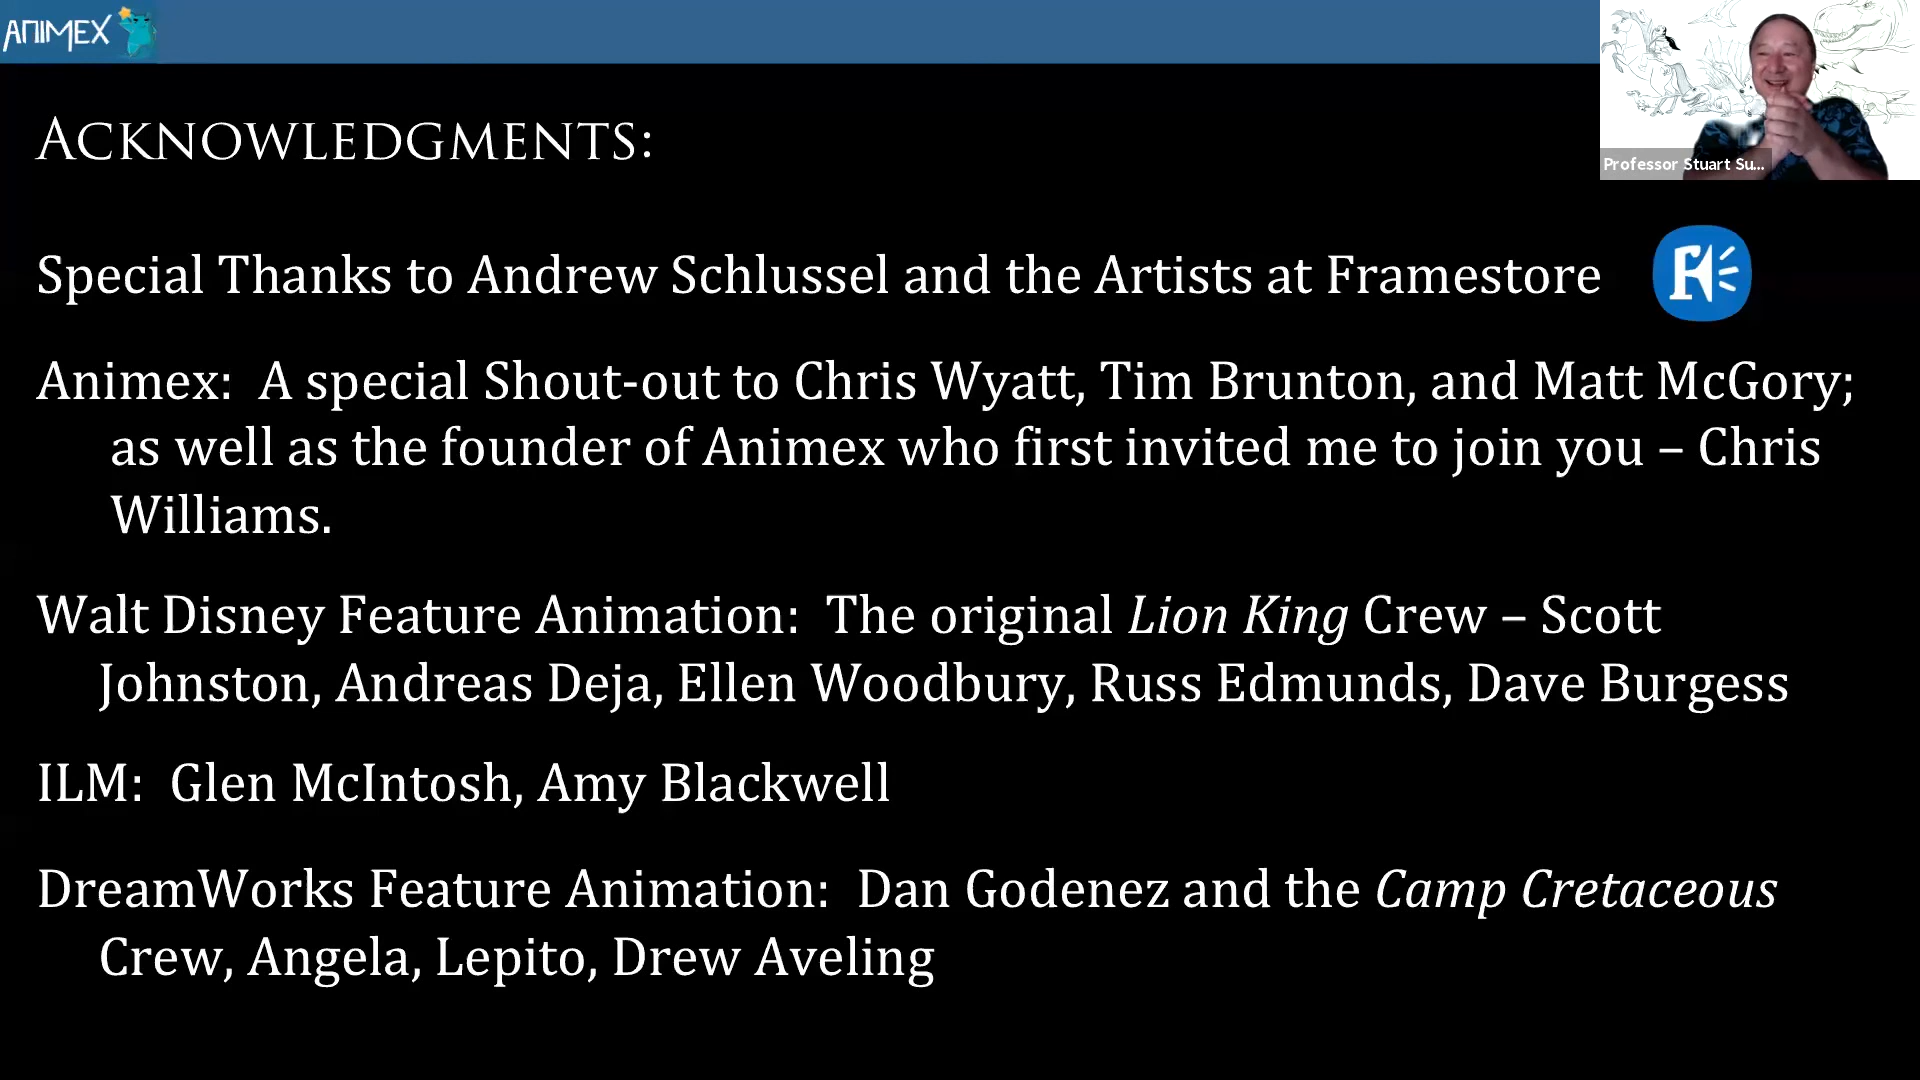 ANIMEX
Professor Stuart Su...
ACKNOWLEDGMENTS:
Special Thanks to Andrew Schlussel and the Artists at Framestore
F
Animex: A special Shout-out to Chris Wyatt, Tim Brunton, and Matt McGory;
as well as the founder of Animex who first invited me to join you – Chris
Williams.
Walt Disney Feature Animation: The original Lion King Crew – Scott
Johnston, Andreas Deja, Ellen Woodbury, Russ Edmunds, Dave Burgess
ILM: Glen McIntosh, Amy Blackwell
DreamWorks Feature Animation: Dan Godenez and the Camp Cretaceous
Crew, Angela, Lepito, Drew Aveling